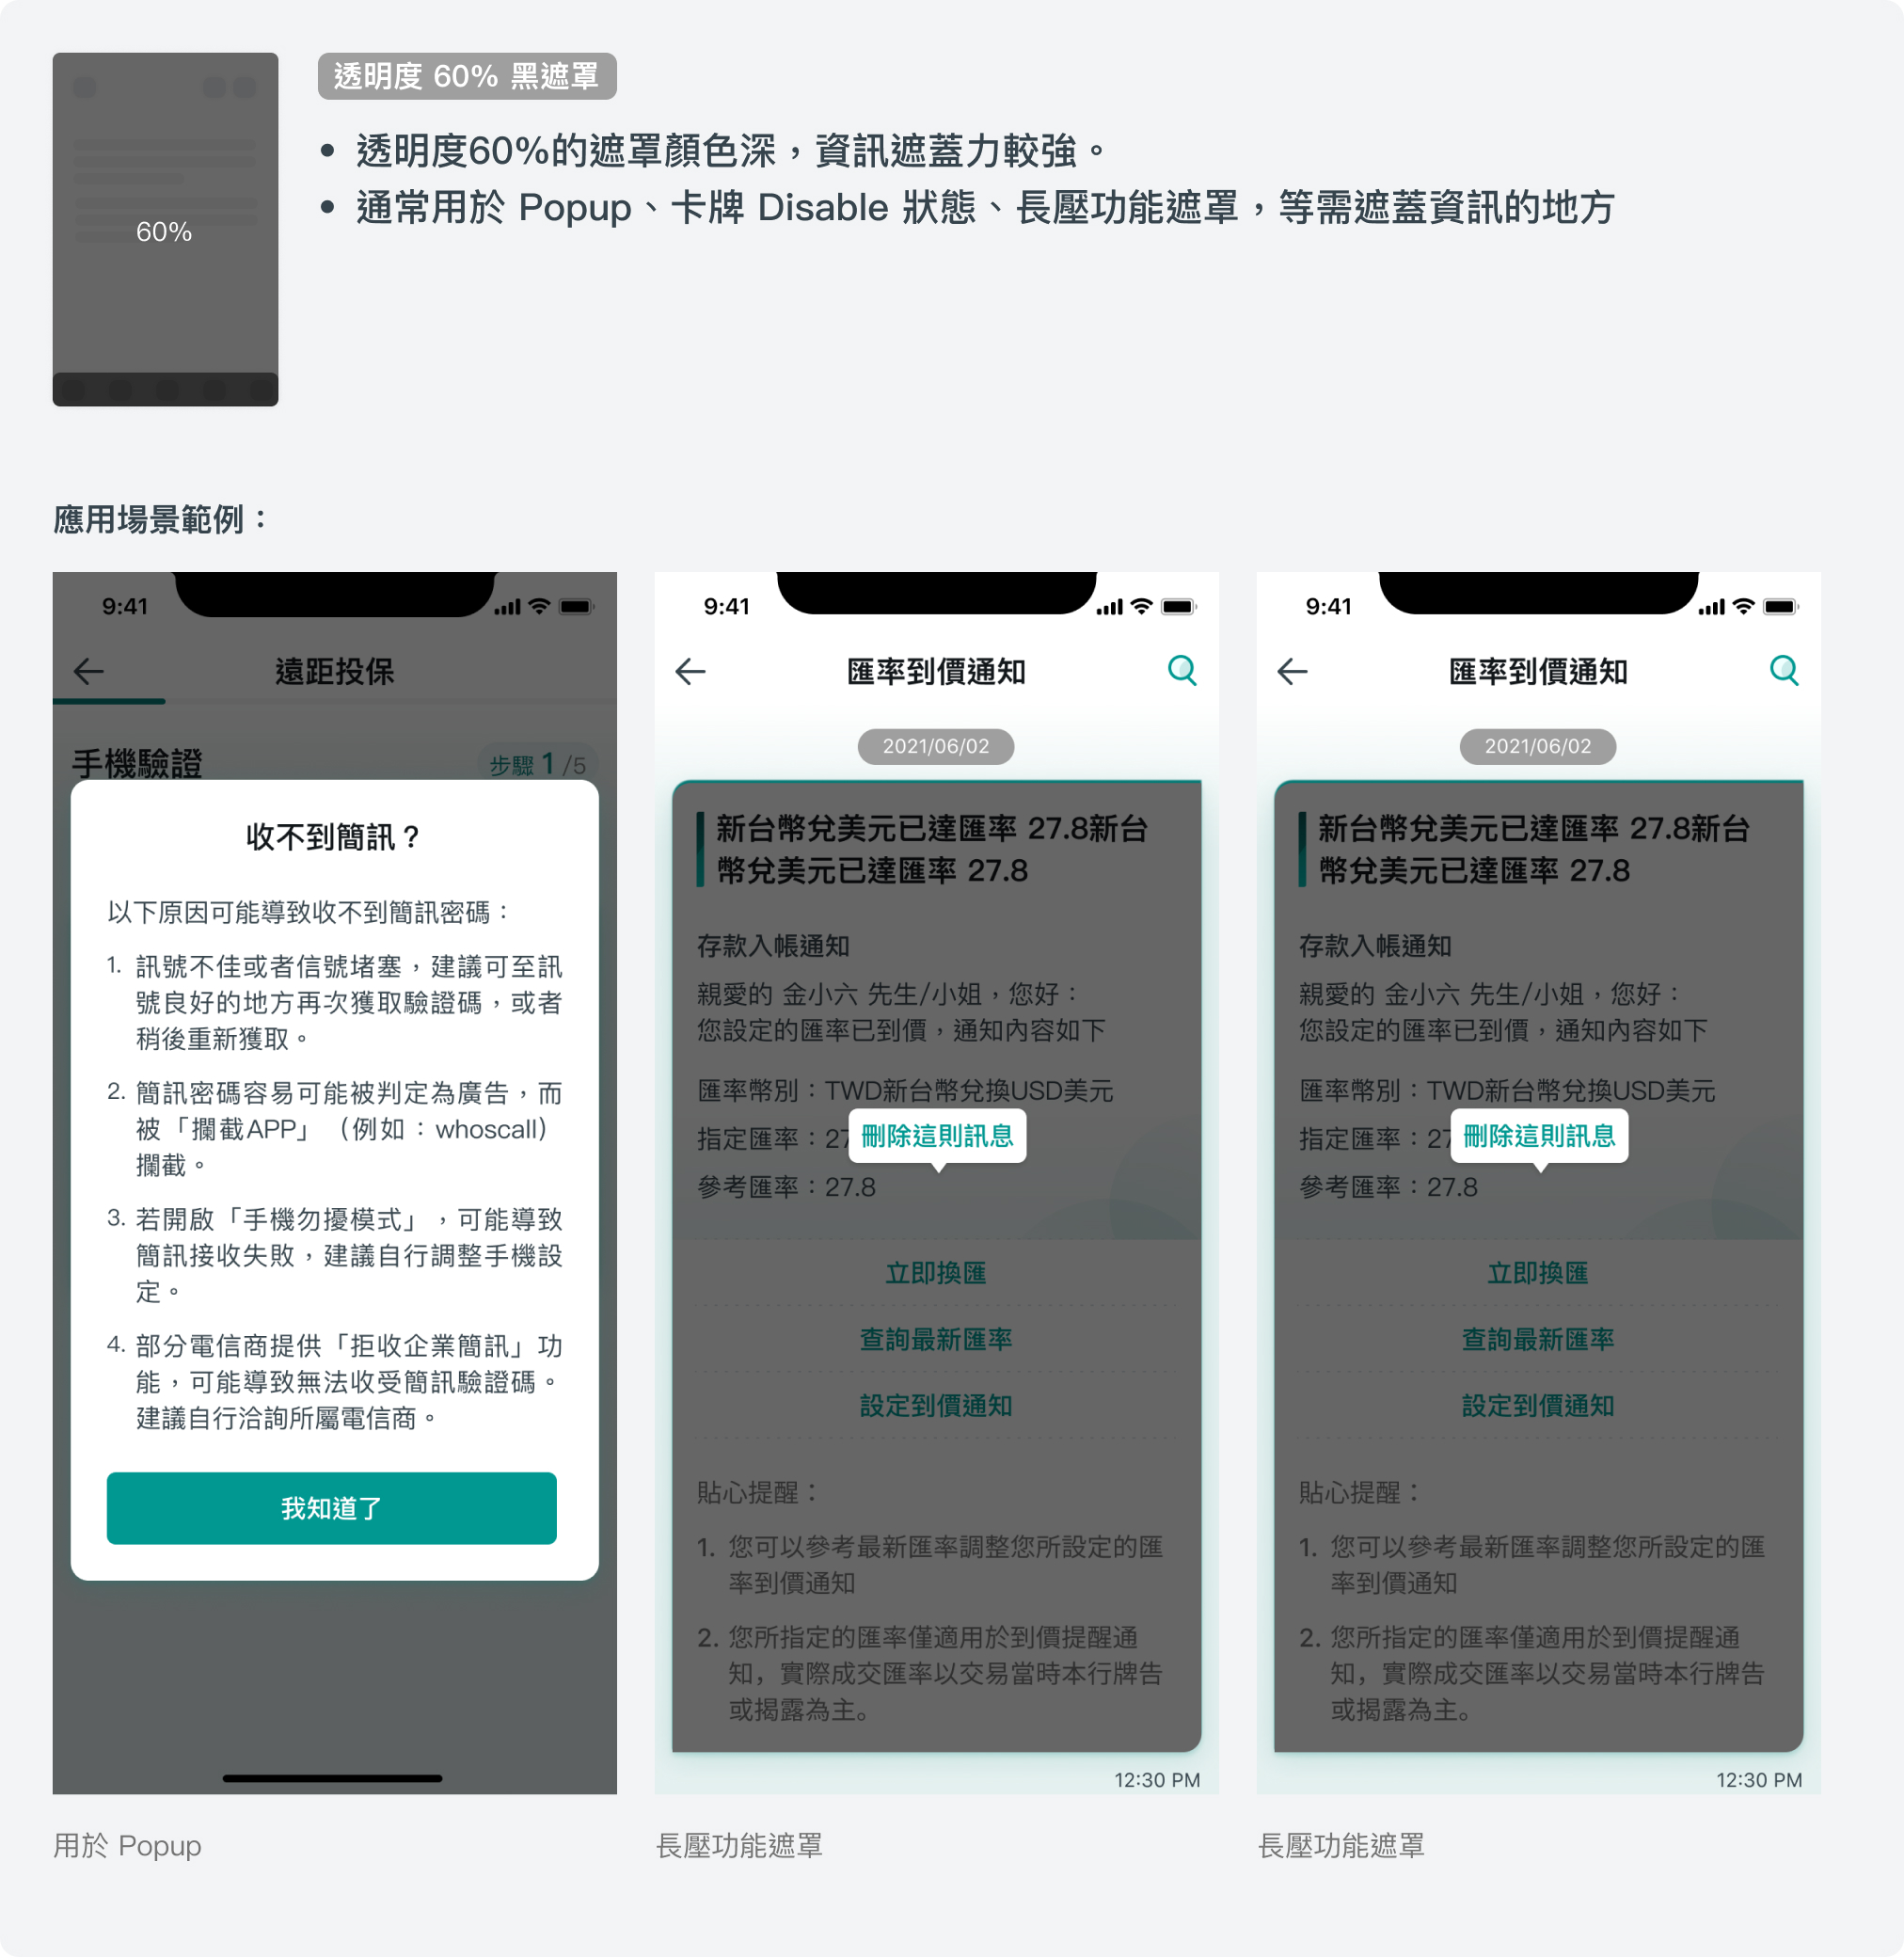 透明度 60% 黑遮罩
• 透明度60%的遮罩顏色深，資訊遮蓋力較強。
• 通常用於 Popup、卡牌 Disable 狀態、長壓功能遮罩，等需遮蓋資訊的地方
60%
應用場景範例：
9:41
遠距投保
手機驗證
步驟 1 /5
收不到簡訊？
以下原因可能導致收不到簡訊密碼：
1. 訊號不佳或者信號堵塞，建議可至訊
號良好的地方再次獲取驗證碼，或者
稍後重新獲取。
2. 簡訊密碼容易可能被判定為廣告，而
被「攔截APP」（例如：whoscall）
攔截。
3. 若開啟「手機勿擾模式」，可能導致
簡訊接收失敗，建議自行調整手機設
定。
4. 部分電信商提供「拒收企業簡訊」功
能，可能導致無法收受簡訊驗證碼。
建議自行洽詢所屬電信商。
我知道了
用於 Popup
9:41
匯率到價通知
2021/06/02
新台幣兌美元已達匯率 27.8新台
幣兌美元已達匯率 27.8
存款入帳通知
親愛的 金小六 先生/小姐，您好：
您設定的匯率已到價，通知內容如下
匯率幣別：TWD新台幣兌換USD美元
指定匯率：27
刪除這則訊息
參考匯率：27.8
立即換匯
查詢最新匯率
設定到價通知
貼心提醒：
1. 您可以參考最新匯率調整您所設定的匯
率到價通知
2. 您所指定的匯率僅適用於到價提醒通
知，實際成交匯率以交易當時本行牌告
或揭露為主。
12:30 PM
長壓功能遮罩
9:41
匯率到價通知
2021/06/02
新台幣兌美元已達匯率 27.8新台
幣兌美元已達匯率 27.8
存款入帳通知
親愛的 金小六 先生/小姐，您好：
您設定的匯率已到價，通知內容如下
匯率幣別：TWD新台幣兌換USD美元
指定匯率：27
刪除這則訊息
參考匯率：27.8
立即換匯
查詢最新匯率
設定到價通知
貼心提醒：
1. 您可以參考最新匯率調整您所設定的匯
率到價通知
2. 您所指定的匯率僅適用於到價提醒通
知，實際成交匯率以交易當時本行牌告
或揭露為主。
12:30 PM
長壓功能遮罩